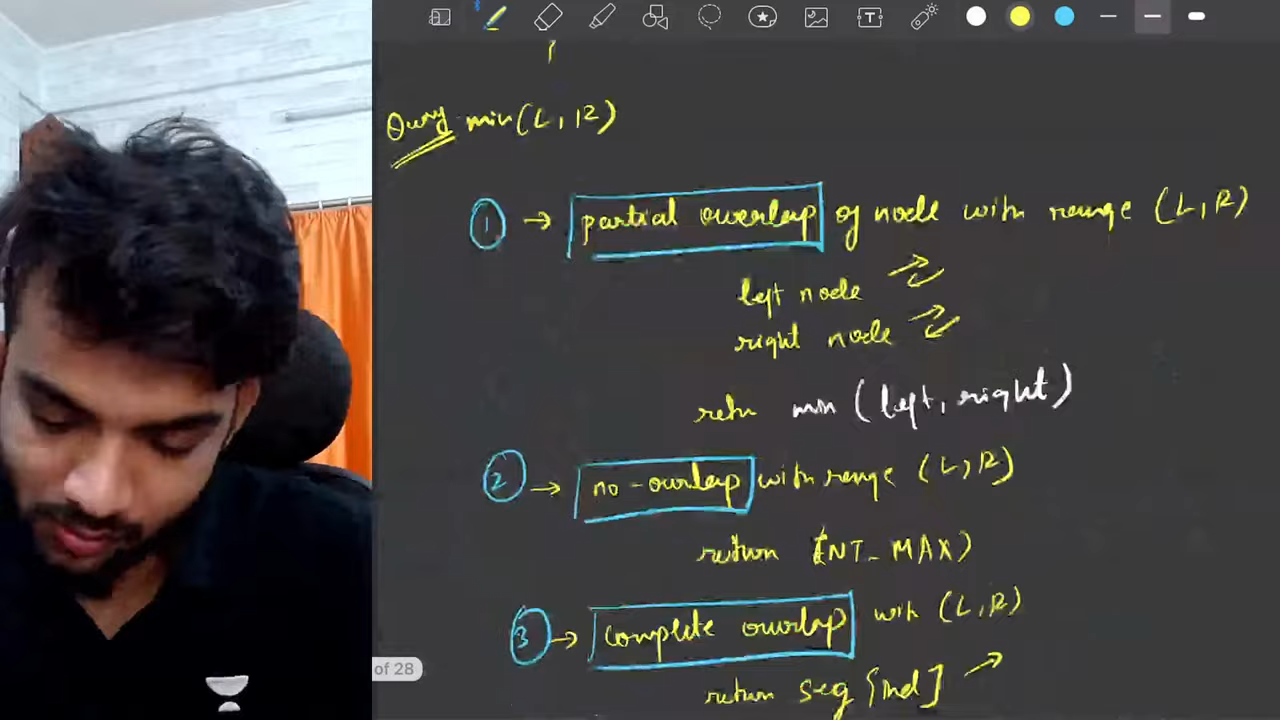 Query min(L, R)
1 → partial overlap of node with range (L, R)
left node
right node
retn min (left, right)
2 → no-overlap with range (L, R)
return (INT_MAX)
3 → complete overlap with (L, R)
of 28
return seg [ind] →